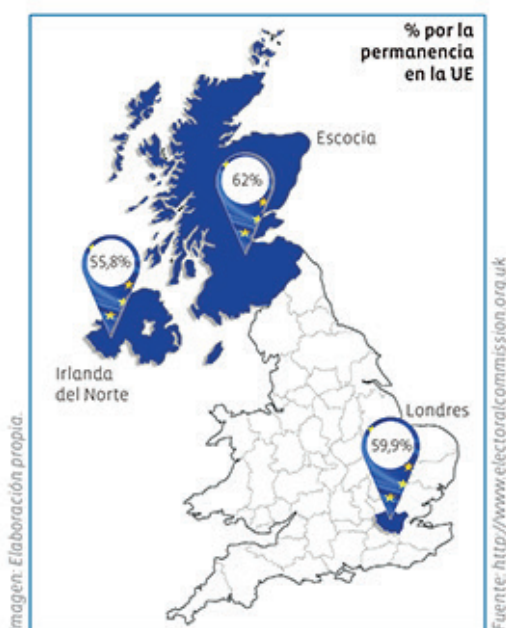 % por la
permanencia
en la UE
Escocia
62%
55,8%
Irlanda
del Norte
Londres
59,9%
Imagen: Elaboración propia.
Fuente: http://www.electoralcommission.org.uk